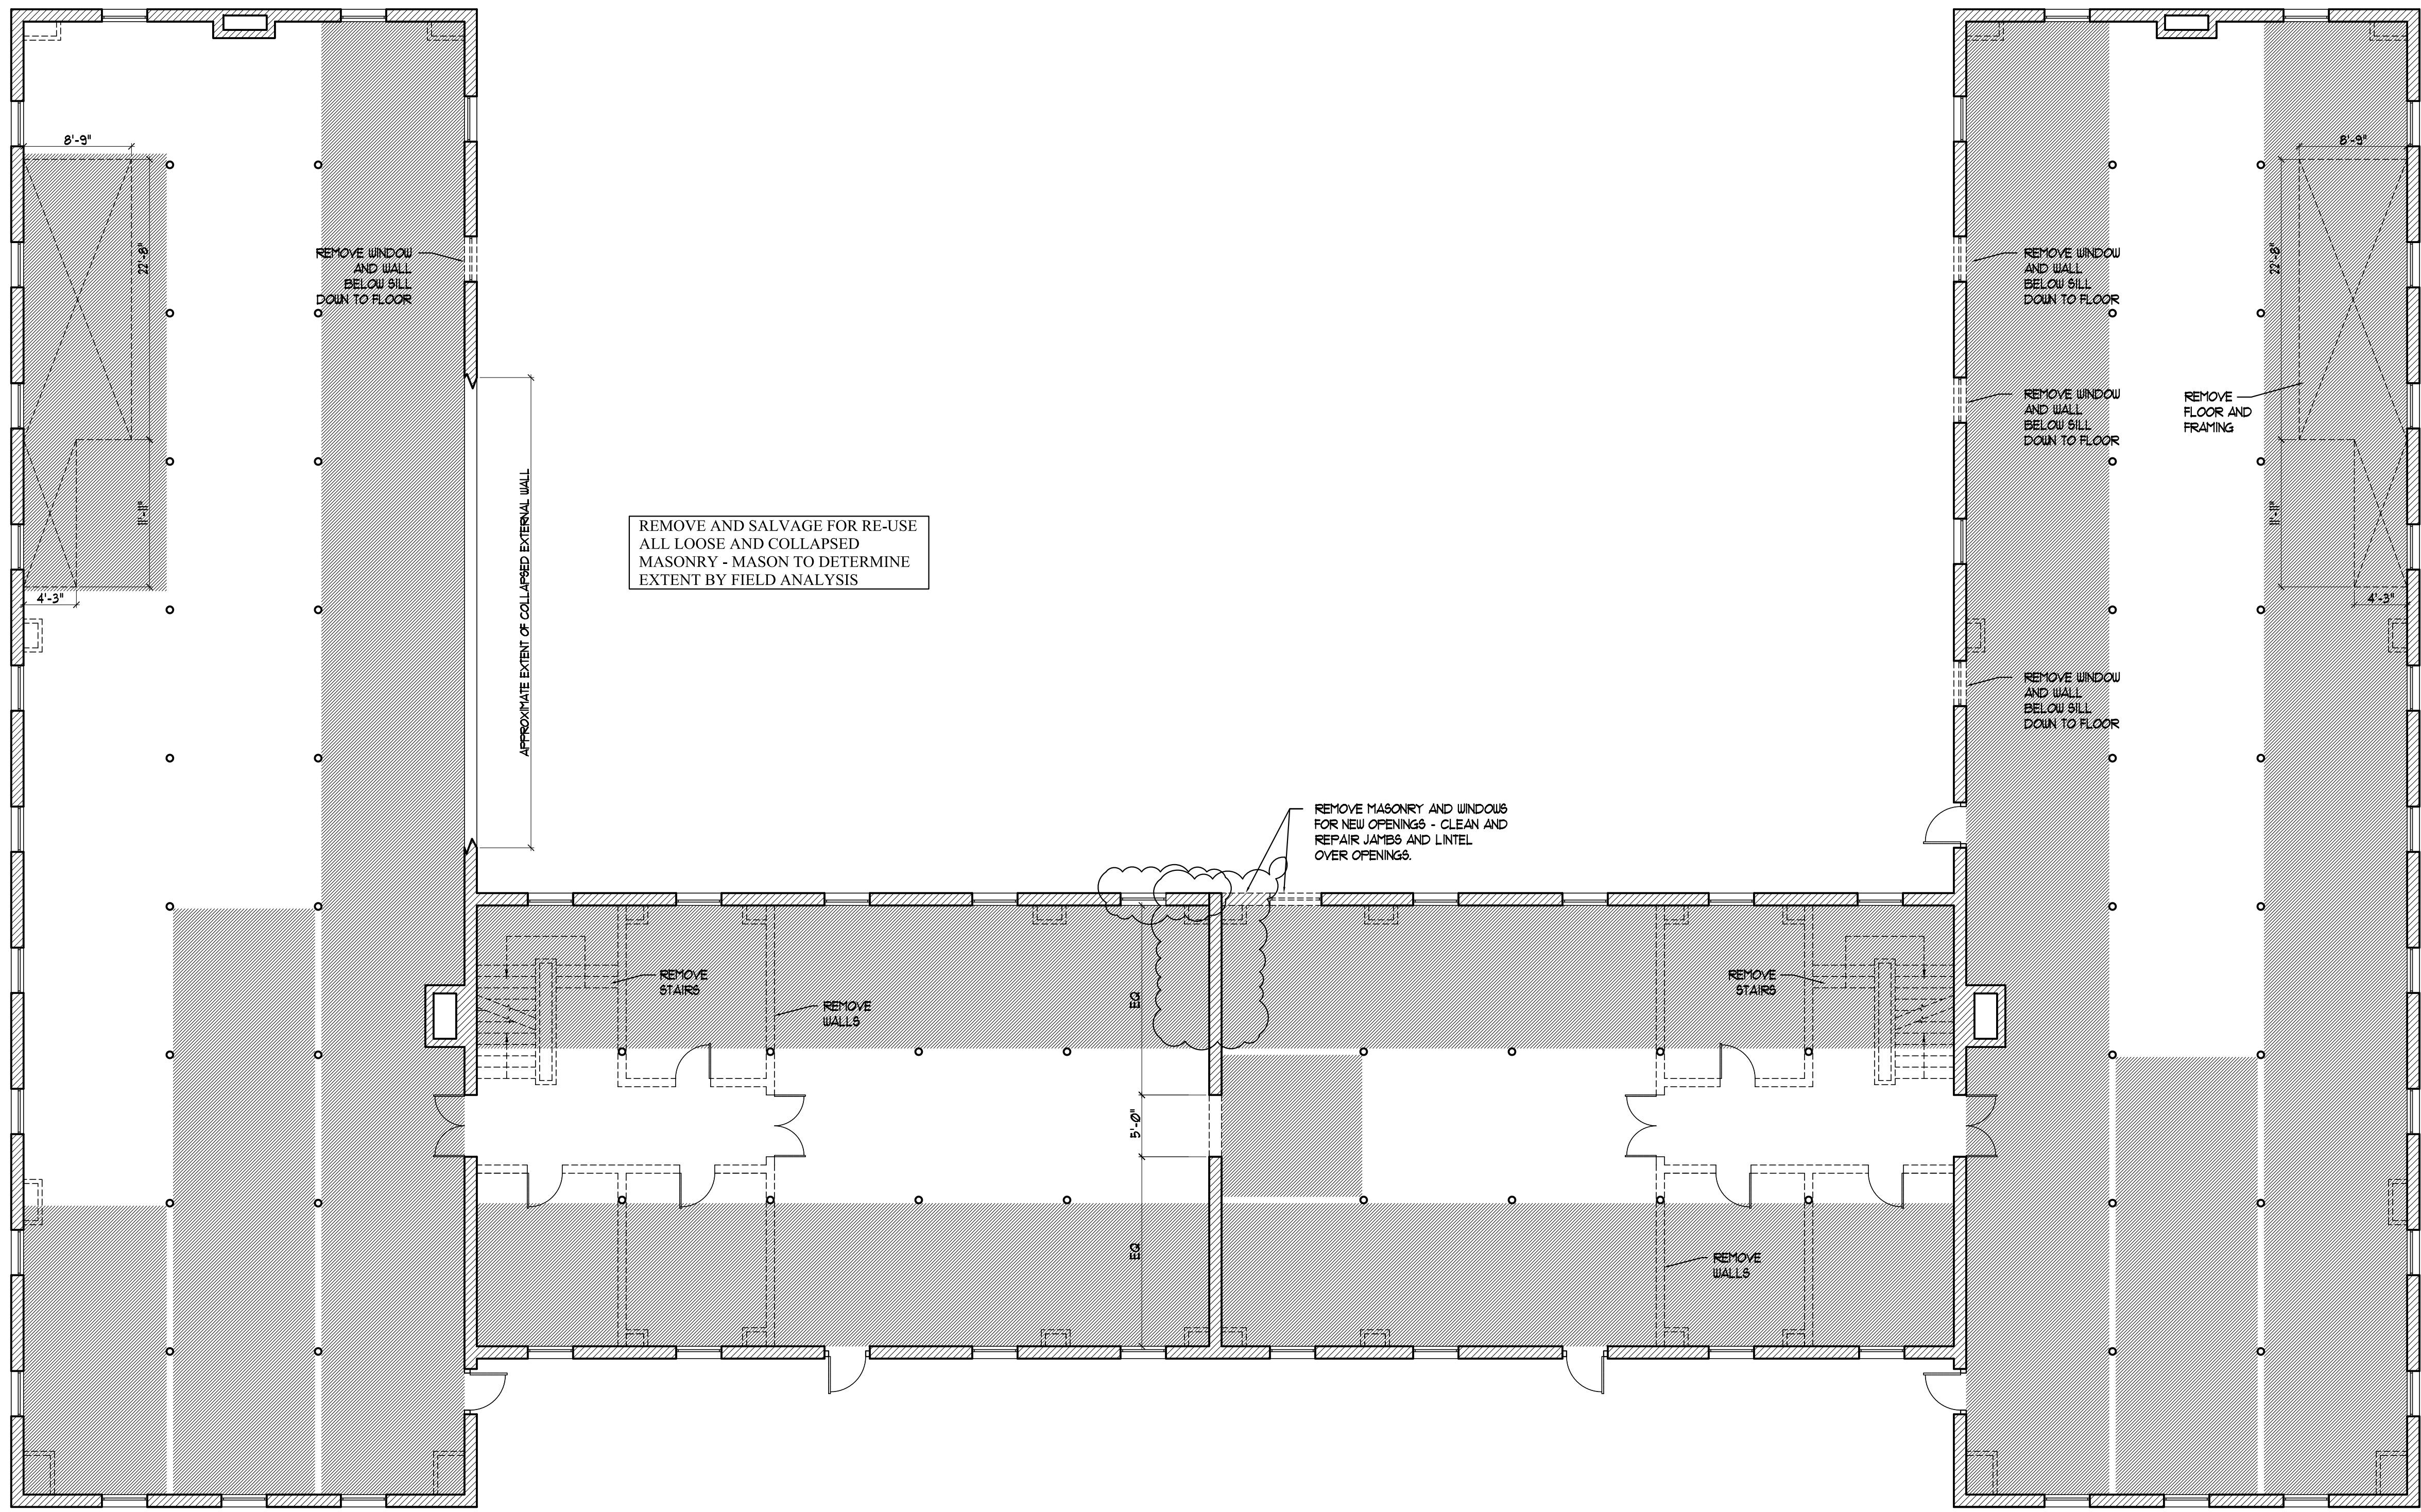 8'-9"
22'-8"
11'-11"
4'-3"
REMOVE WINDOW
AND WALL
BELOW SILL
DOWN TO FLOOR
APPROXIMATE EXTENT OF COLLAPSED EXTERNAL WALL
REMOVE AND SALVAGE FOR RE-USE
ALL LOOSE AND COLLAPSED
MASONRY - MASON TO DETERMINE
EXTENT BY FIELD ANALYSIS
REMOVE MASONRY AND WINDOWS
FOR NEW OPENINGS - CLEAN AND
REPAIR JAMBS AND LINTEL
OVER OPENINGS.
REMOVE
STAIRS
REMOVE
WALLS
EQ
5'-0"
EQ
REMOVE
STAIRS
REMOVE
WALLS
REMOVE WINDOW
AND WALL
BELOW SILL
DOWN TO FLOOR
REMOVE WINDOW
AND WALL
BELOW SILL
DOWN TO FLOOR
REMOVE WINDOW
AND WALL
BELOW SILL
DOWN TO FLOOR
REMOVE
FLOOR AND
FRAMING
8'-9"
22'-8"
11'-11"
4'-3"